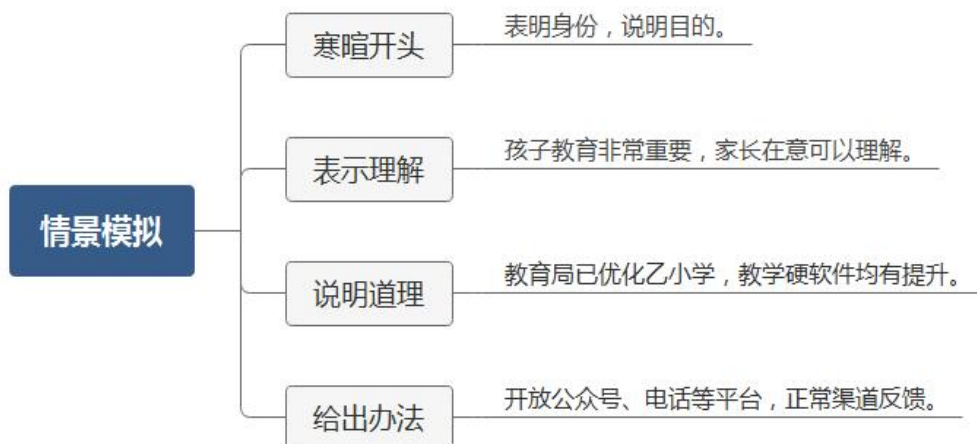 情景模拟
寒暄开头
表明身份，说明目的。
表示理解
孩子教育非常重要，家长在意可以理解。
说明道理
教育局已优化乙小学，教学硬软件均有提升。
给出办法
开放公众号、电话等平台，正常渠道反馈。